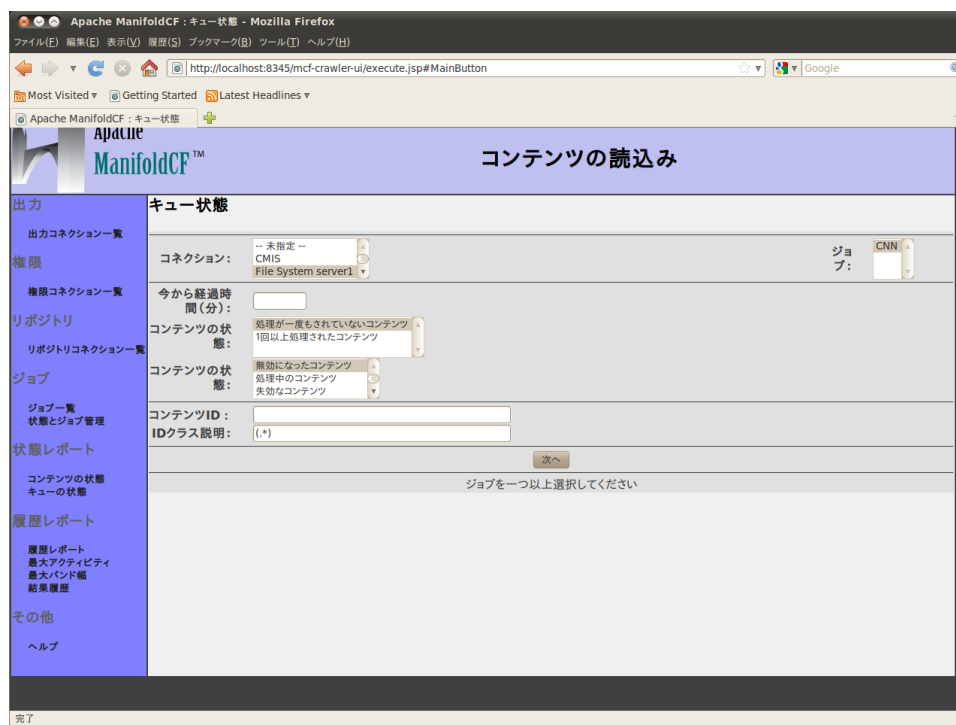 Apache ManifoldCF : キュー状態 - Mozilla Firefox
ファイル(F) 編集(E) 表示(V) 履歴(S) ブックマーク(B) ツール(T) ヘルプ(H)
http://localhost:8345/mcf-crawler-ui/execute.jsp#MainButton
Google
Most Visited Getting Started Latest Headlines
Apache ManifoldCF : キュー状態
Apache
ManifoldCF™
コンテンツの読込み
出力
出力コネクション一覧
権限
権限コネクション一覧
リポジトリ
リポジトリコネクション一覧
ジョブ
ジョブ一覧
状態とジョブ管理
状態レポート
コンテンツの状態
キューの状態
履歴レポート
履歴レポート
最大アクティビティ
最大バンド幅
結果履歴
その他
ヘルプ
キュー状態
コネクション:
-- 未指定 --
CMIS
File System server1
ジョ
ブ:
CNN
今から経過時
間(分):
コンテンツの状
態:
処理が一度もされていないコンテンツ
1回以上処理されたコンテンツ
コンテンツの状
態:
無効になったコンテンツ
処理中のコンテンツ
失効なコンテンツ
コンテンツID:
IDクラス説明:
(.*)
次へ
ジョブを一つ以上選択してください
完了